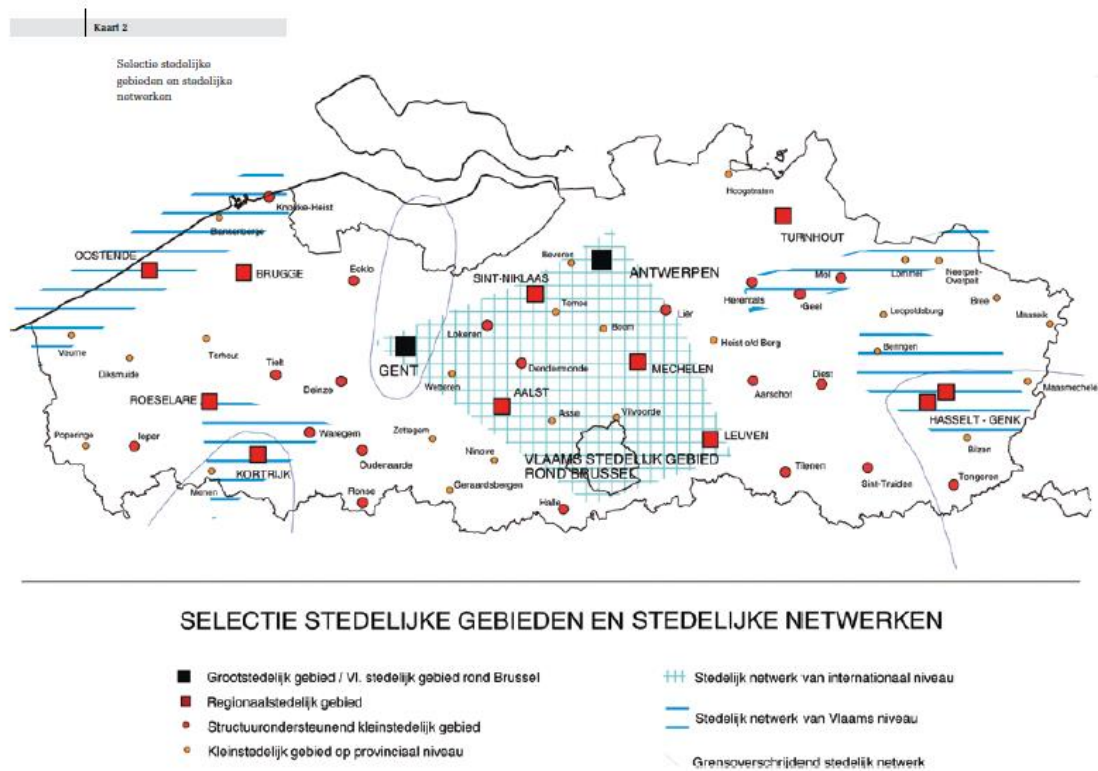 Kaart 2
Selectie stedelijke
gebieden en stedelijke
netwerken
Hoogstraten
Knokke-Heist
Blankenberge
TURNHOUT
OOSTENDE
BRUGGE
Eeklo
Beveren
ANTWERPEN
SINT-NIKLAAS
Mol
Lommel
Neerpelt-
Overpelt
Herentals
Geel
Bree
Temse
Lier
Leopoldsburg
Maaseik
Lokeren
Boom
Veurne
Torhout
Heist o/d Berg
Beringen
Diksmuide
Tielt
GENT
Wetteren
Dendermonde
MECHELEN
Deinze
Diest
Maasmechelen
Aarschot
ROESELARE
AALST
HASSELT - GENK
Asse
Vilvoorde
Poperinge
Ieper
Waregem
Zottegem
LEUVEN
Bilzen
Oudenaarde
Ninove
VLAAMS STEDELIJK GEBIED
ROND BRUSSEL
KORTRIJK
Tienen
Sint-Truiden
Tongeren
Menen
Ronse
Geraardsbergen
Halle
SELECTIE STEDELIJKE GEBIEDEN EN STEDELIJKE NETWERKEN
Grootstedelijk gebied / Vl. stedelijk gebied rond Brussel
Regionaalstedelijk gebied
Structuurondersteunend kleinstedelijk gebied
Kleinstedelijk gebied op provinciaal niveau
Stedelijk netwerk van internationaal niveau
Stedelijk netwerk van Vlaams niveau
Grensoverschrijdend stedelijk netwerk